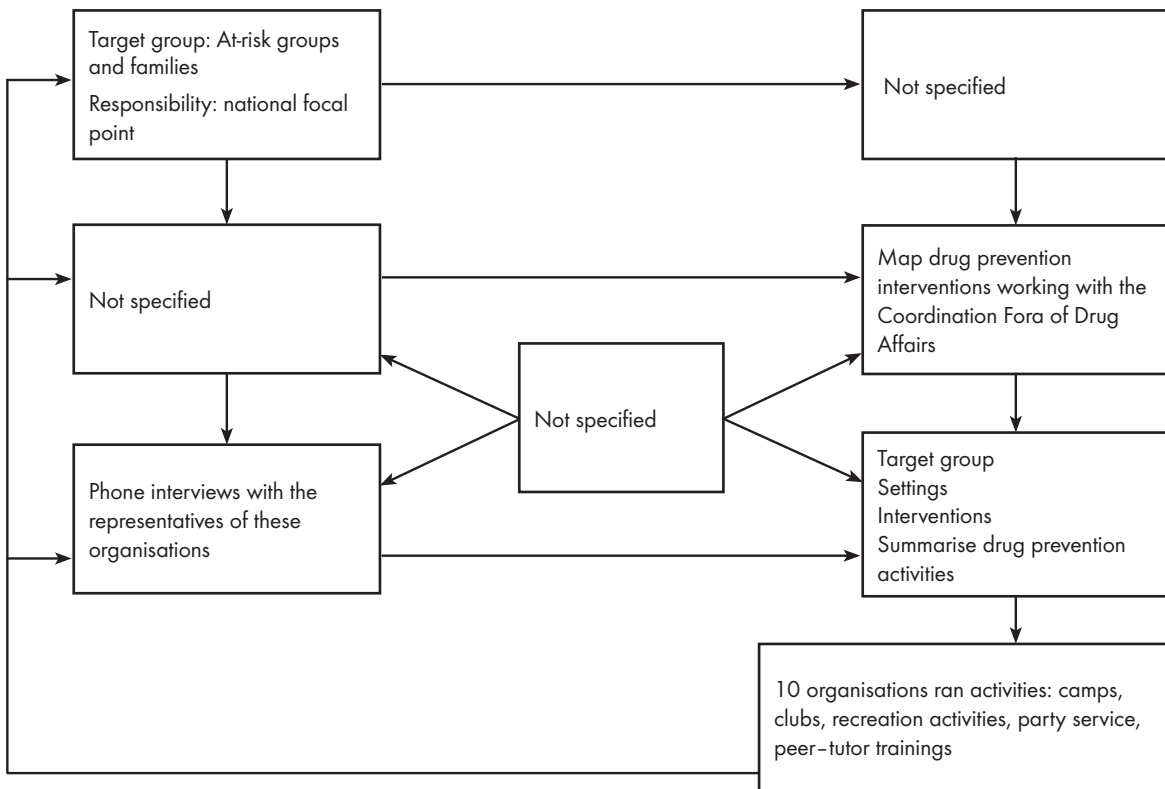 Target group: At-risk groups
and families
Responsibility: national focal
point
Not specified
Not specified
Map drug prevention
interventions working with the
Coordination Fora of Drug
Affairs
Not specified
Phone interviews with the
representatives of these
organisations
Target group
Settings
Interventions
Summarise drug prevention
activities
10 organisations ran activities: camps,
clubs, recreation activities, party service,
peer–tutor trainings